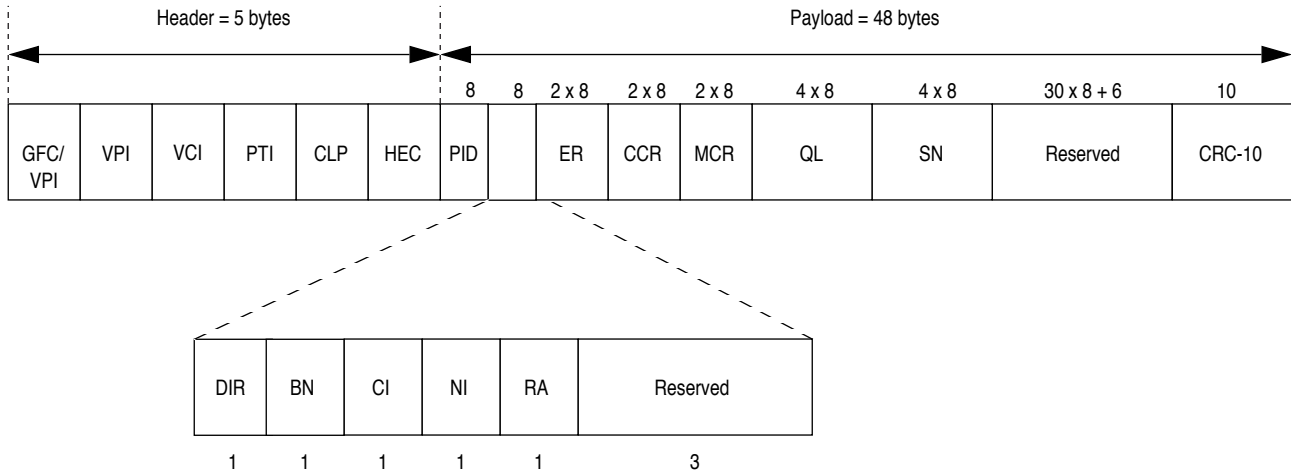 Header = 5 bytes Payload = 48 bytes
8 8 2 x 8 2 x 8 2 x 8 4 x 8 4 x 8 30 x 8 + 6 10
GFC/ VPI VCI PTI CLP HEC PID ER CCR MCR QL SN Reserved CRC-10
VPI
DIR BN CI NI RA Reserved
1 1 1 1 1 3